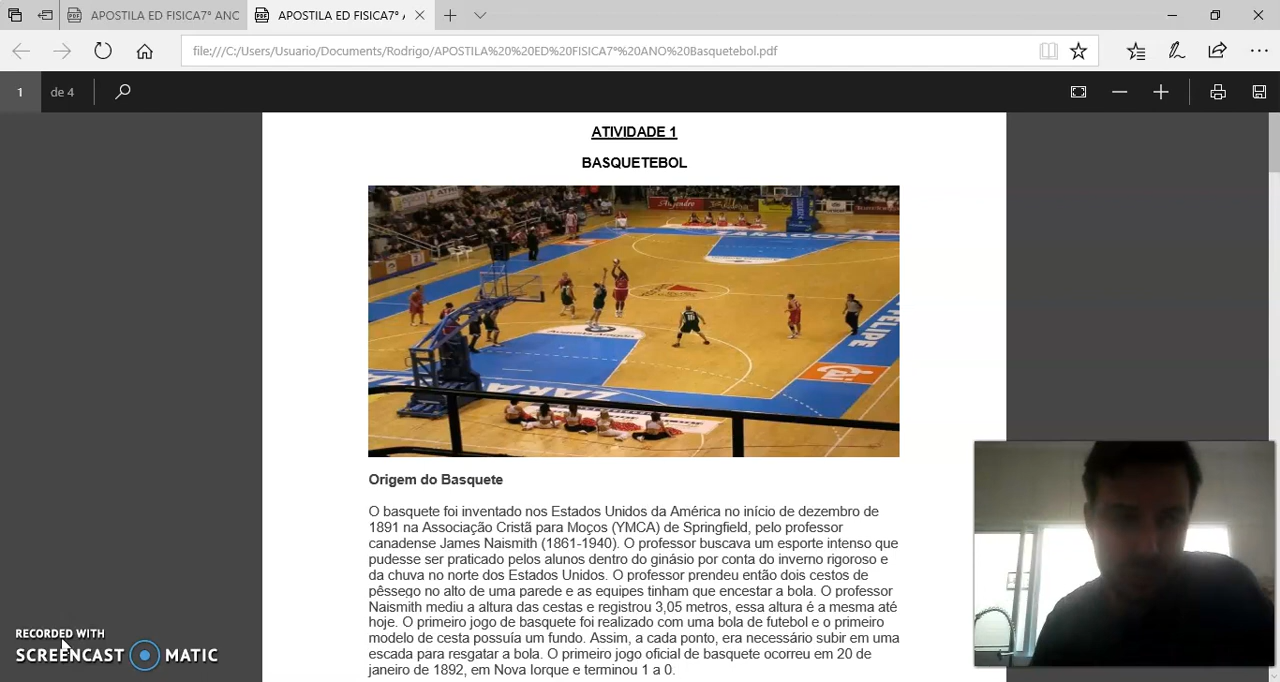 APOSTILA ED FISICA7º ANC
APOSTILA ED FISICA7º A
file:///C:/Users/Usuario/Documents/Rodrigo/APOSTILA%20%20ED%20FISICA7º%20ANO%20Basquetebol.pdf
1 de 4
ATIVIDADE 1
BASQUETEBOL
ZARAGOZA
FELIPE
cai
ZARA
Origem do Basquete
O basquete foi inventado nos Estados Unidos da América no início de dezembro de
1891 na Associação Cristã para Moços (YMCA) de Springfield, pelo professor
canadense James Naismith (1861-1940). O professor buscava um esporte intenso que
pudesse ser praticado pelos alunos dentro do ginásio por conta do inverno rigoroso e
da chuva no norte dos Estados Unidos. O professor prendeu então dois cestos de
pêssego no alto de uma parede e as equipes tinham que encestar a bola. O professor
Naismith mediu a altura das cestas e registrou 3,05 metros, essa altura é a mesma até
hoje. O primeiro jogo de basquete foi realizado com uma bola de futebol e o primeiro
modelo de cesta possuía um fundo. Assim, a cada ponto, era necessário subir em uma
escada para resgatar a bola. O primeiro jogo oficial de basquete ocorreu em 20 de
janeiro de 1892, em Nova Iorque e terminou 1 a 0.
RECORDED WITH
SCREENCAST MATIC